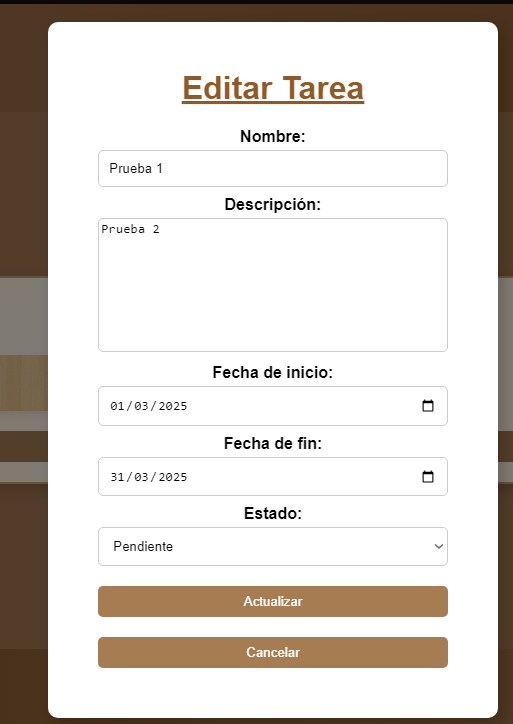 Editar Tarea
Nombre:
Prueba 1
Descripción:
Prueba 2
Fecha de inicio:
01/03/2025
Fecha de fin:
31/03/2025
Estado:
Pendiente
Actualizar
Cancelar